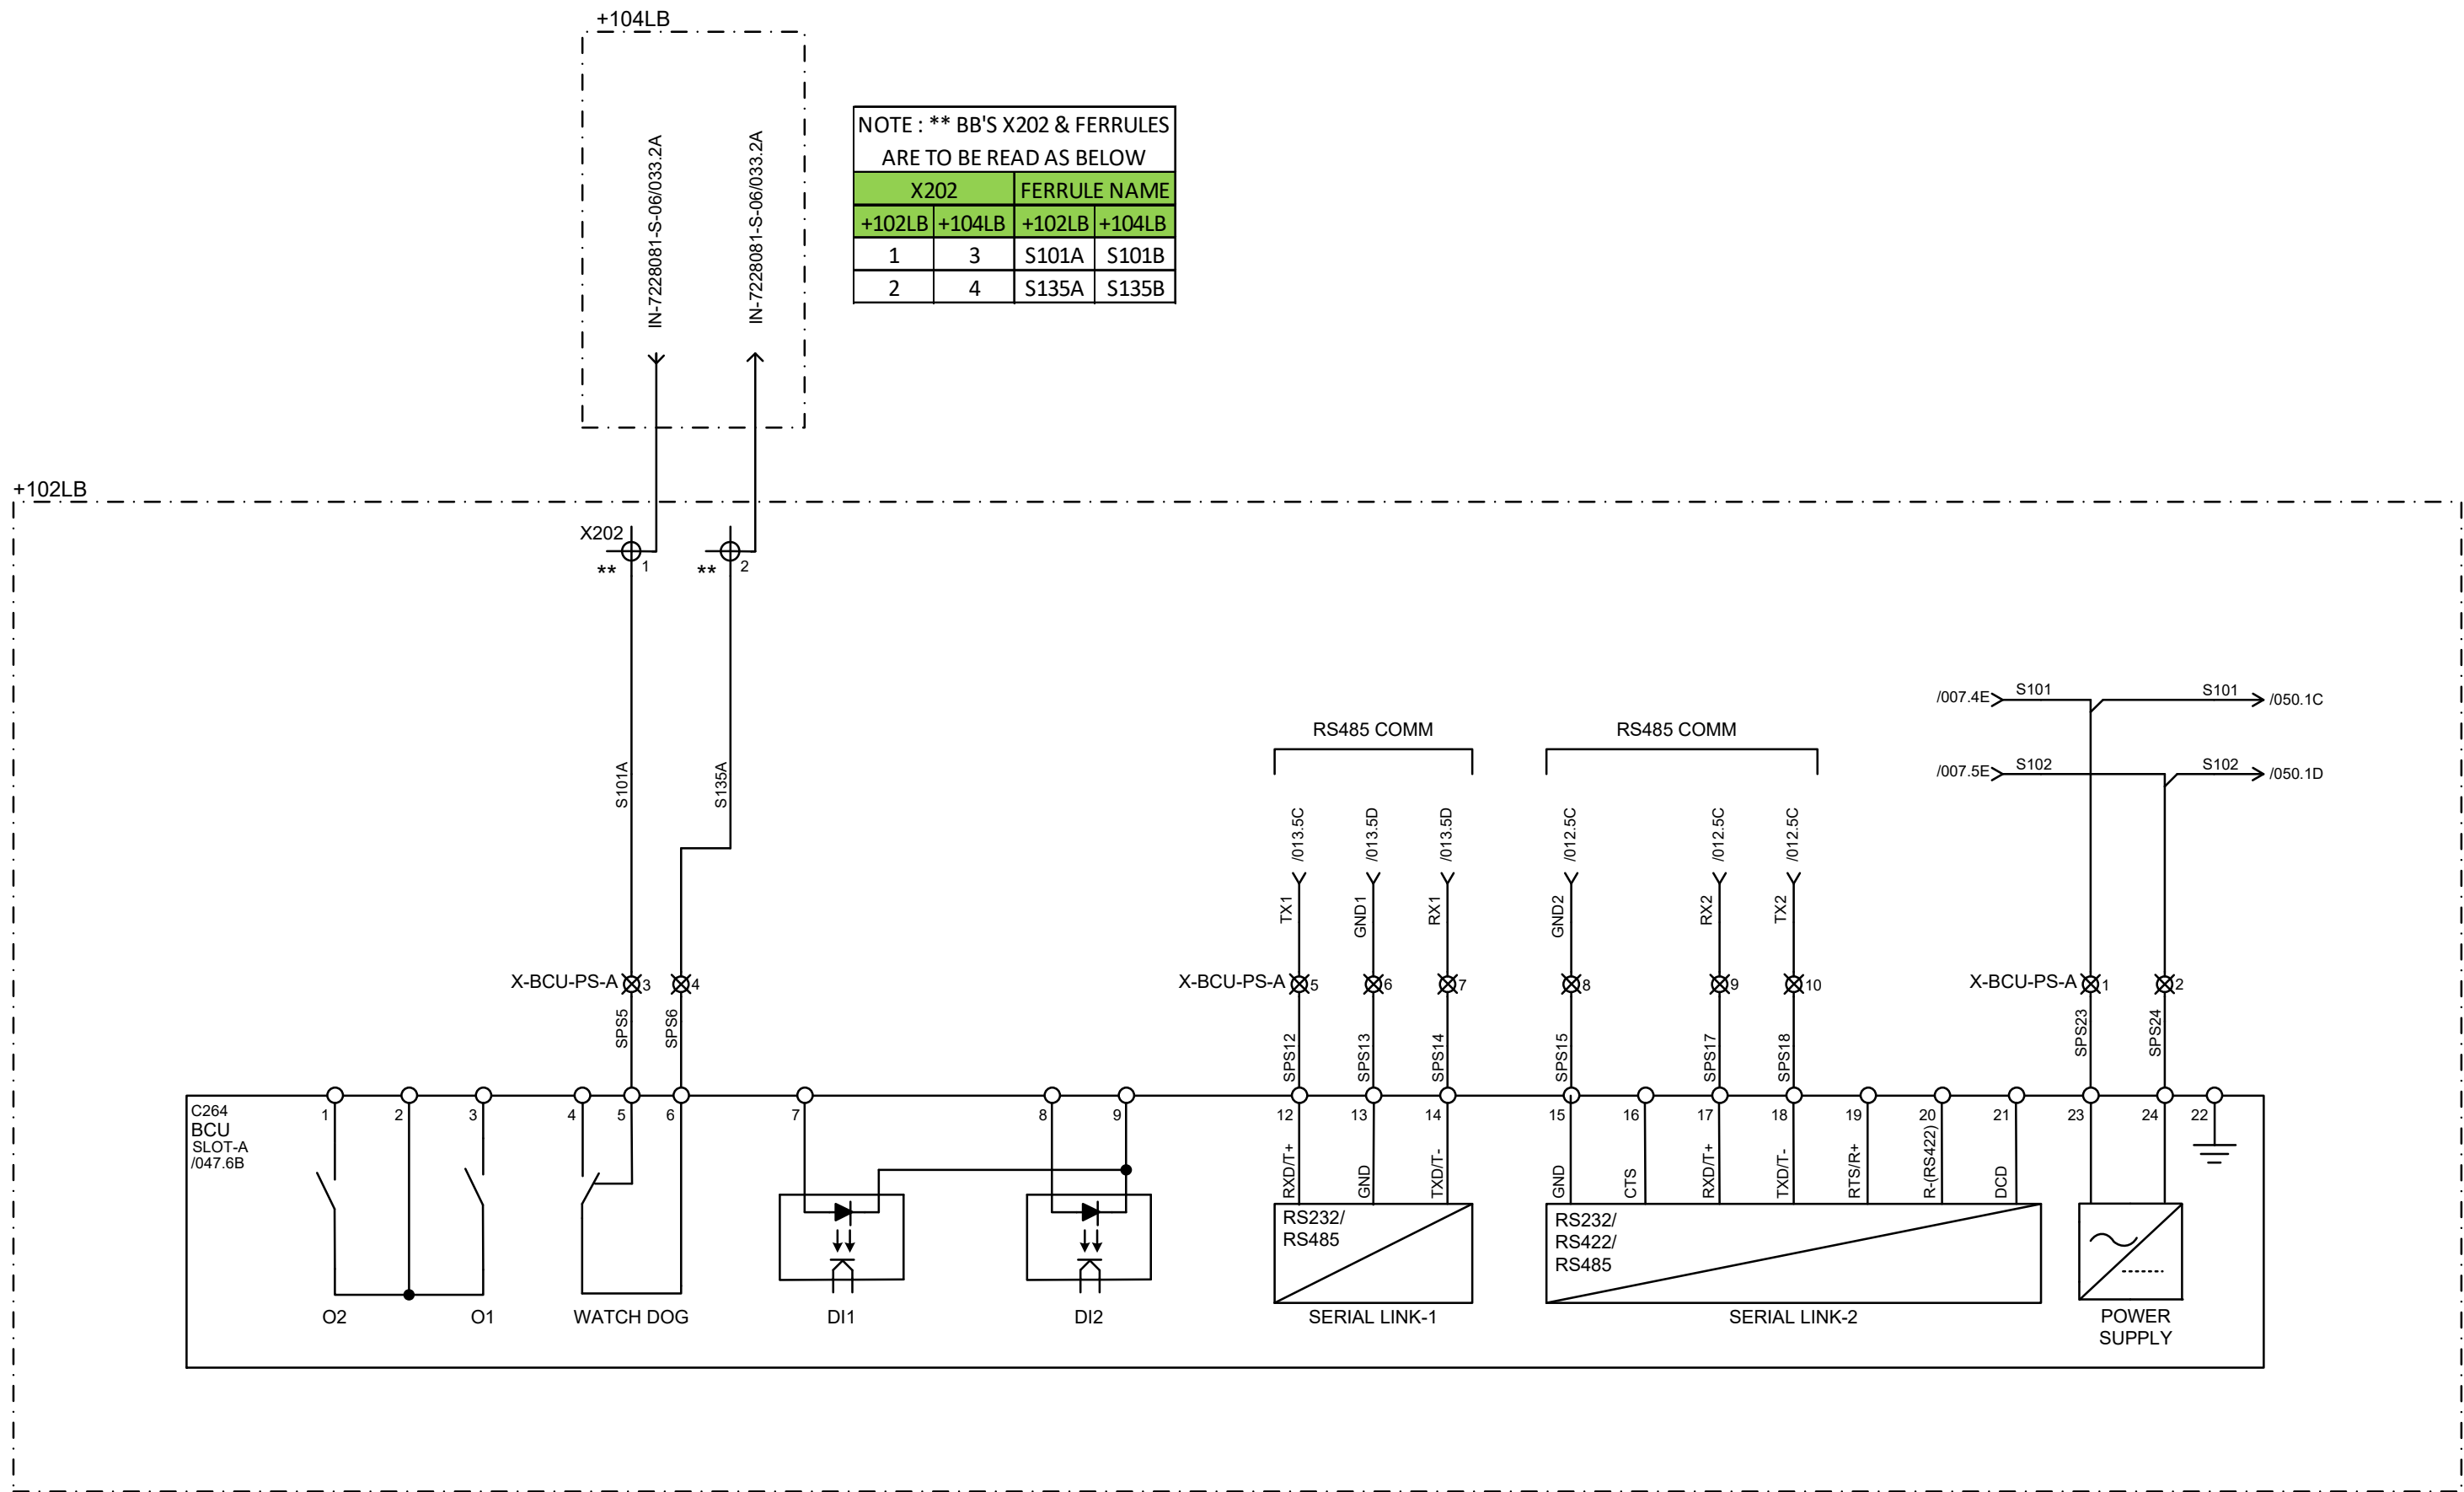 +104LB
IN-7228081-S-06/033.2A
IN-7228081-S-06/033.2A
NOTE : ** BB'S X202 & FERRULES
ARE TO BE READ AS BELOW
X202 FERRULE NAME
+102LB +104LB +102LB +104LB
1 3 S101A S101B
2 4 S135A S135B
+102LB
X202
** 1 ** 2
S101A S135A
/007.4E S101 S101 /050.1C
/007.5E S102 S102 /050.1D
RS485 COMM RS485 COMM
/013.5C /013.5D /013.5D /012.5C /012.5C /012.5C
TX1 GND1 RX1 GND2 RX2 TX2
X-BCU-PS-A 3 4 X-BCU-PS-A 5 6 7 8 9 10 X-BCU-PS-A 1 2
SPS5 SPS6 SPS12 SPS13 SPS14 SPS15 SPS17 SPS18 SPS23 SPS24
1 2 3 4 5 6 7 8 9 12 13 14 15 16 17 18 19 20 21 23 24 22
C264
BCU
SLOT-A
/047.6B
RXD/T+ GND TXD/T- GND CTS RXD/T+ TXD/T- RTS/R+ R-(RS422) DCD
RS232/
RS485
RS232/
RS422/
RS485
O2 O1 WATCH DOG DI1 DI2 SERIAL LINK-1 SERIAL LINK-2 POWER
SUPPLY